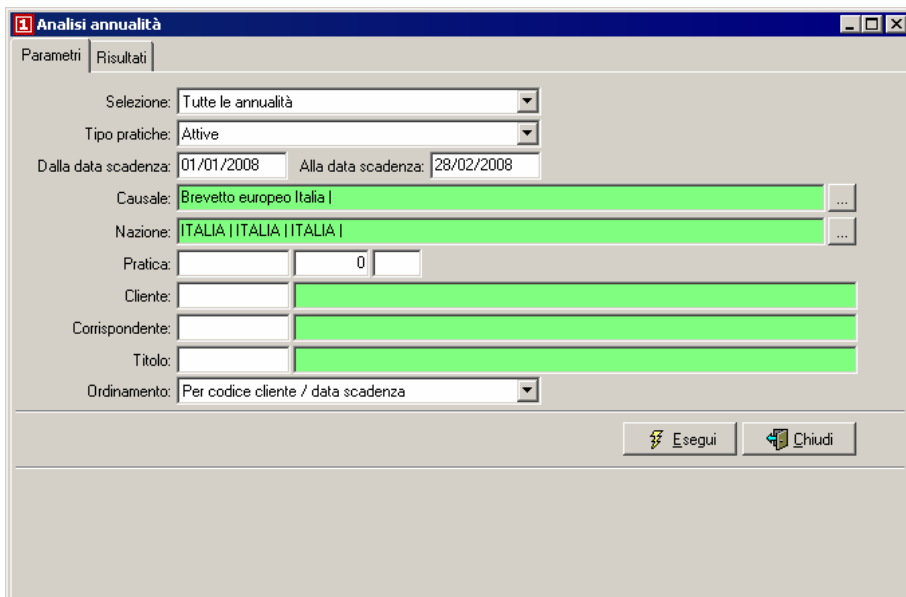 1 Analisi annualità
Parametri Risultati
Selezione: Tutte le annualità
Tipo pratiche: Attive
Dalla data scadenza: 01/01/2008 Alla data scadenza: 28/02/2008
Causale: Brevetto europeo Italia | ...
Nazione: ITALIA | ITALIA | ITALIA | ...
Pratica: 0
Cliente:
Corrispondente:
Titolo:
Ordinamento: Per codice cliente / data scadenza
Esegui Chiudi